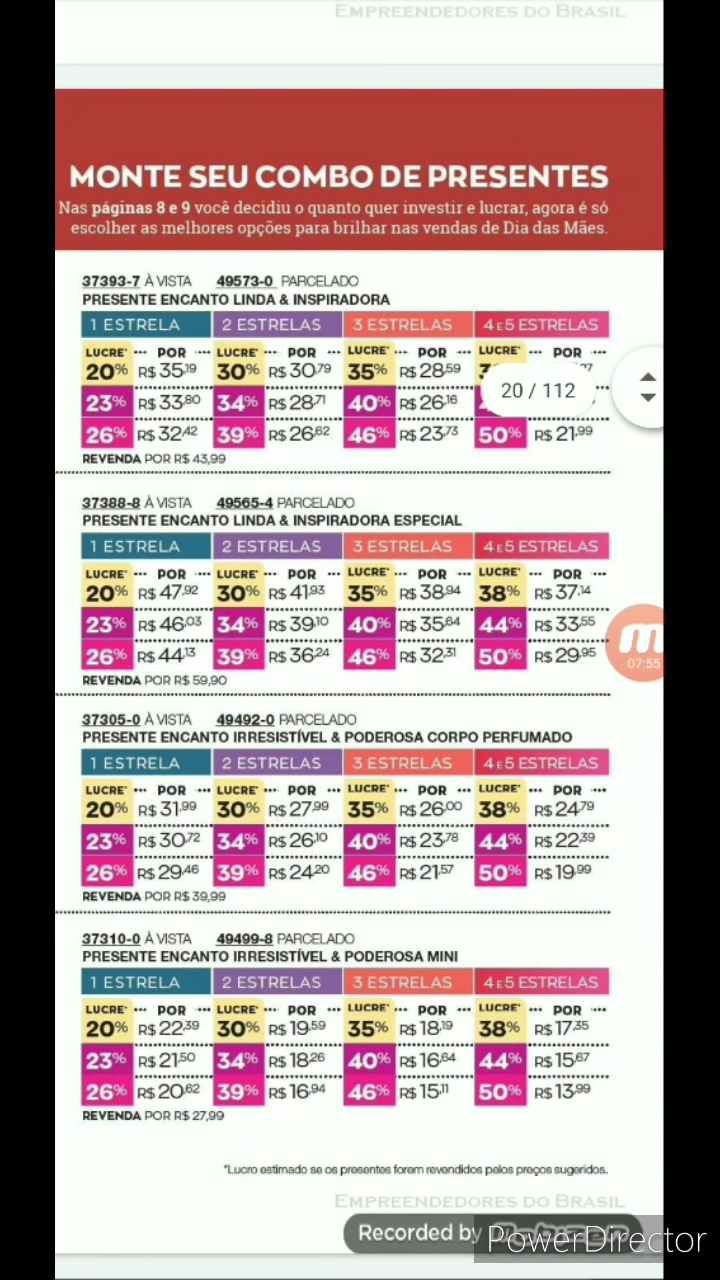 EMPREENDEDORES DO BRASIL
MONTE SEU COMBO DE PRESENTES
Nas páginas 8 e 9 você decidiu o quanto quer investir e lucrar, agora é só
escolher as melhores opções para brilhar nas vendas de Dia das Mães.
37393-7 À VISTA 49573-0 PARCELADO
PRESENTE ENCANTO LINDA & INSPIRADORA
1 ESTRELA 2 ESTRELAS 3 ESTRELAS 4 E 5 ESTRELAS
LUCRE* ... POR ... LUCRE* ... POR ... LUCRE* ... POR ... LUCRE* ... POR ...
20% R$ 35,19 30% R$ 30,79 35% R$ 28,59
20 / 112
23% R$ 33,80 34% R$ 28,71 40% R$ 26,16
26% R$ 32,42 39% R$ 26,62 46% R$ 23,73 50% R$ 21,99
REVENDA POR R$ 43,99
37388-8 À VISTA 49565-4 PARCELADO
PRESENTE ENCANTO LINDA & INSPIRADORA ESPECIAL
1 ESTRELA 2 ESTRELAS 3 ESTRELAS 4 E 5 ESTRELAS
LUCRE* ... POR ... LUCRE* ... POR ... LUCRE* ... POR ... LUCRE* ... POR ...
20% R$ 47,92 30% R$ 41,93 35% R$ 38,94 38% R$ 37,14
23% R$ 46,03 34% R$ 39,10 40% R$ 35,64 44% R$ 33,55
26% R$ 44,13 39% R$ 36,24 46% R$ 32,31 50% R$ 29,95
07:55
REVENDA POR R$ 59,90
37305-0 À VISTA 49492-0 PARCELADO
PRESENTE ENCANTO IRRESISTÍVEL & PODEROSA CORPO PERFUMADO
1 ESTRELA 2 ESTRELAS 3 ESTRELAS 4 E 5 ESTRELAS
LUCRE* ... POR ... LUCRE* ... POR ... LUCRE* ... POR ... LUCRE* ... POR ...
20% R$ 31,99 30% R$ 27,99 35% R$ 26,00 38% R$ 24,79
23% R$ 30,72 34% R$ 26,10 40% R$ 23,78 44% R$ 22,39
26% R$ 29,46 39% R$ 24,20 46% R$ 21,57 50% R$ 19,99
REVENDA POR R$ 39,99
37310-0 À VISTA 49499-8 PARCELADO
PRESENTE ENCANTO IRRESISTÍVEL & PODEROSA MINI
1 ESTRELA 2 ESTRELAS 3 ESTRELAS 4 E 5 ESTRELAS
LUCRE* ... POR ... LUCRE* ... POR ... LUCRE* ... POR ... LUCRE* ... POR ...
20% R$ 22,39 30% R$ 19,59 35% R$ 18,19 38% R$ 17,35
23% R$ 21,50 34% R$ 18,26 40% R$ 16,64 44% R$ 15,67
26% R$ 20,62 39% R$ 16,94 46% R$ 15,11 50% R$ 13,99
REVENDA POR R$ 27,99
*Lucro estimado se os presentes forem revendidos pelos preços sugeridos.
EMPREENDEDORES DO BRASIL
Recorded by
PowerDirector